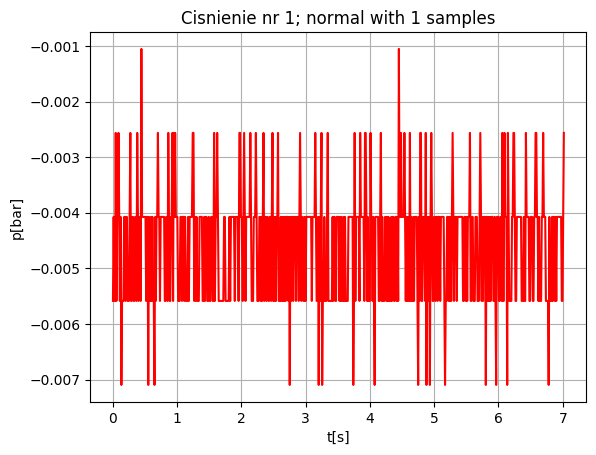 Cisnienie nr 1; normal with 1 samples
p[bar]
−0.001
−0.002
−0.003
−0.004
−0.005
−0.006
−0.007
0 1 2 3 4 5 6 7
t[s]